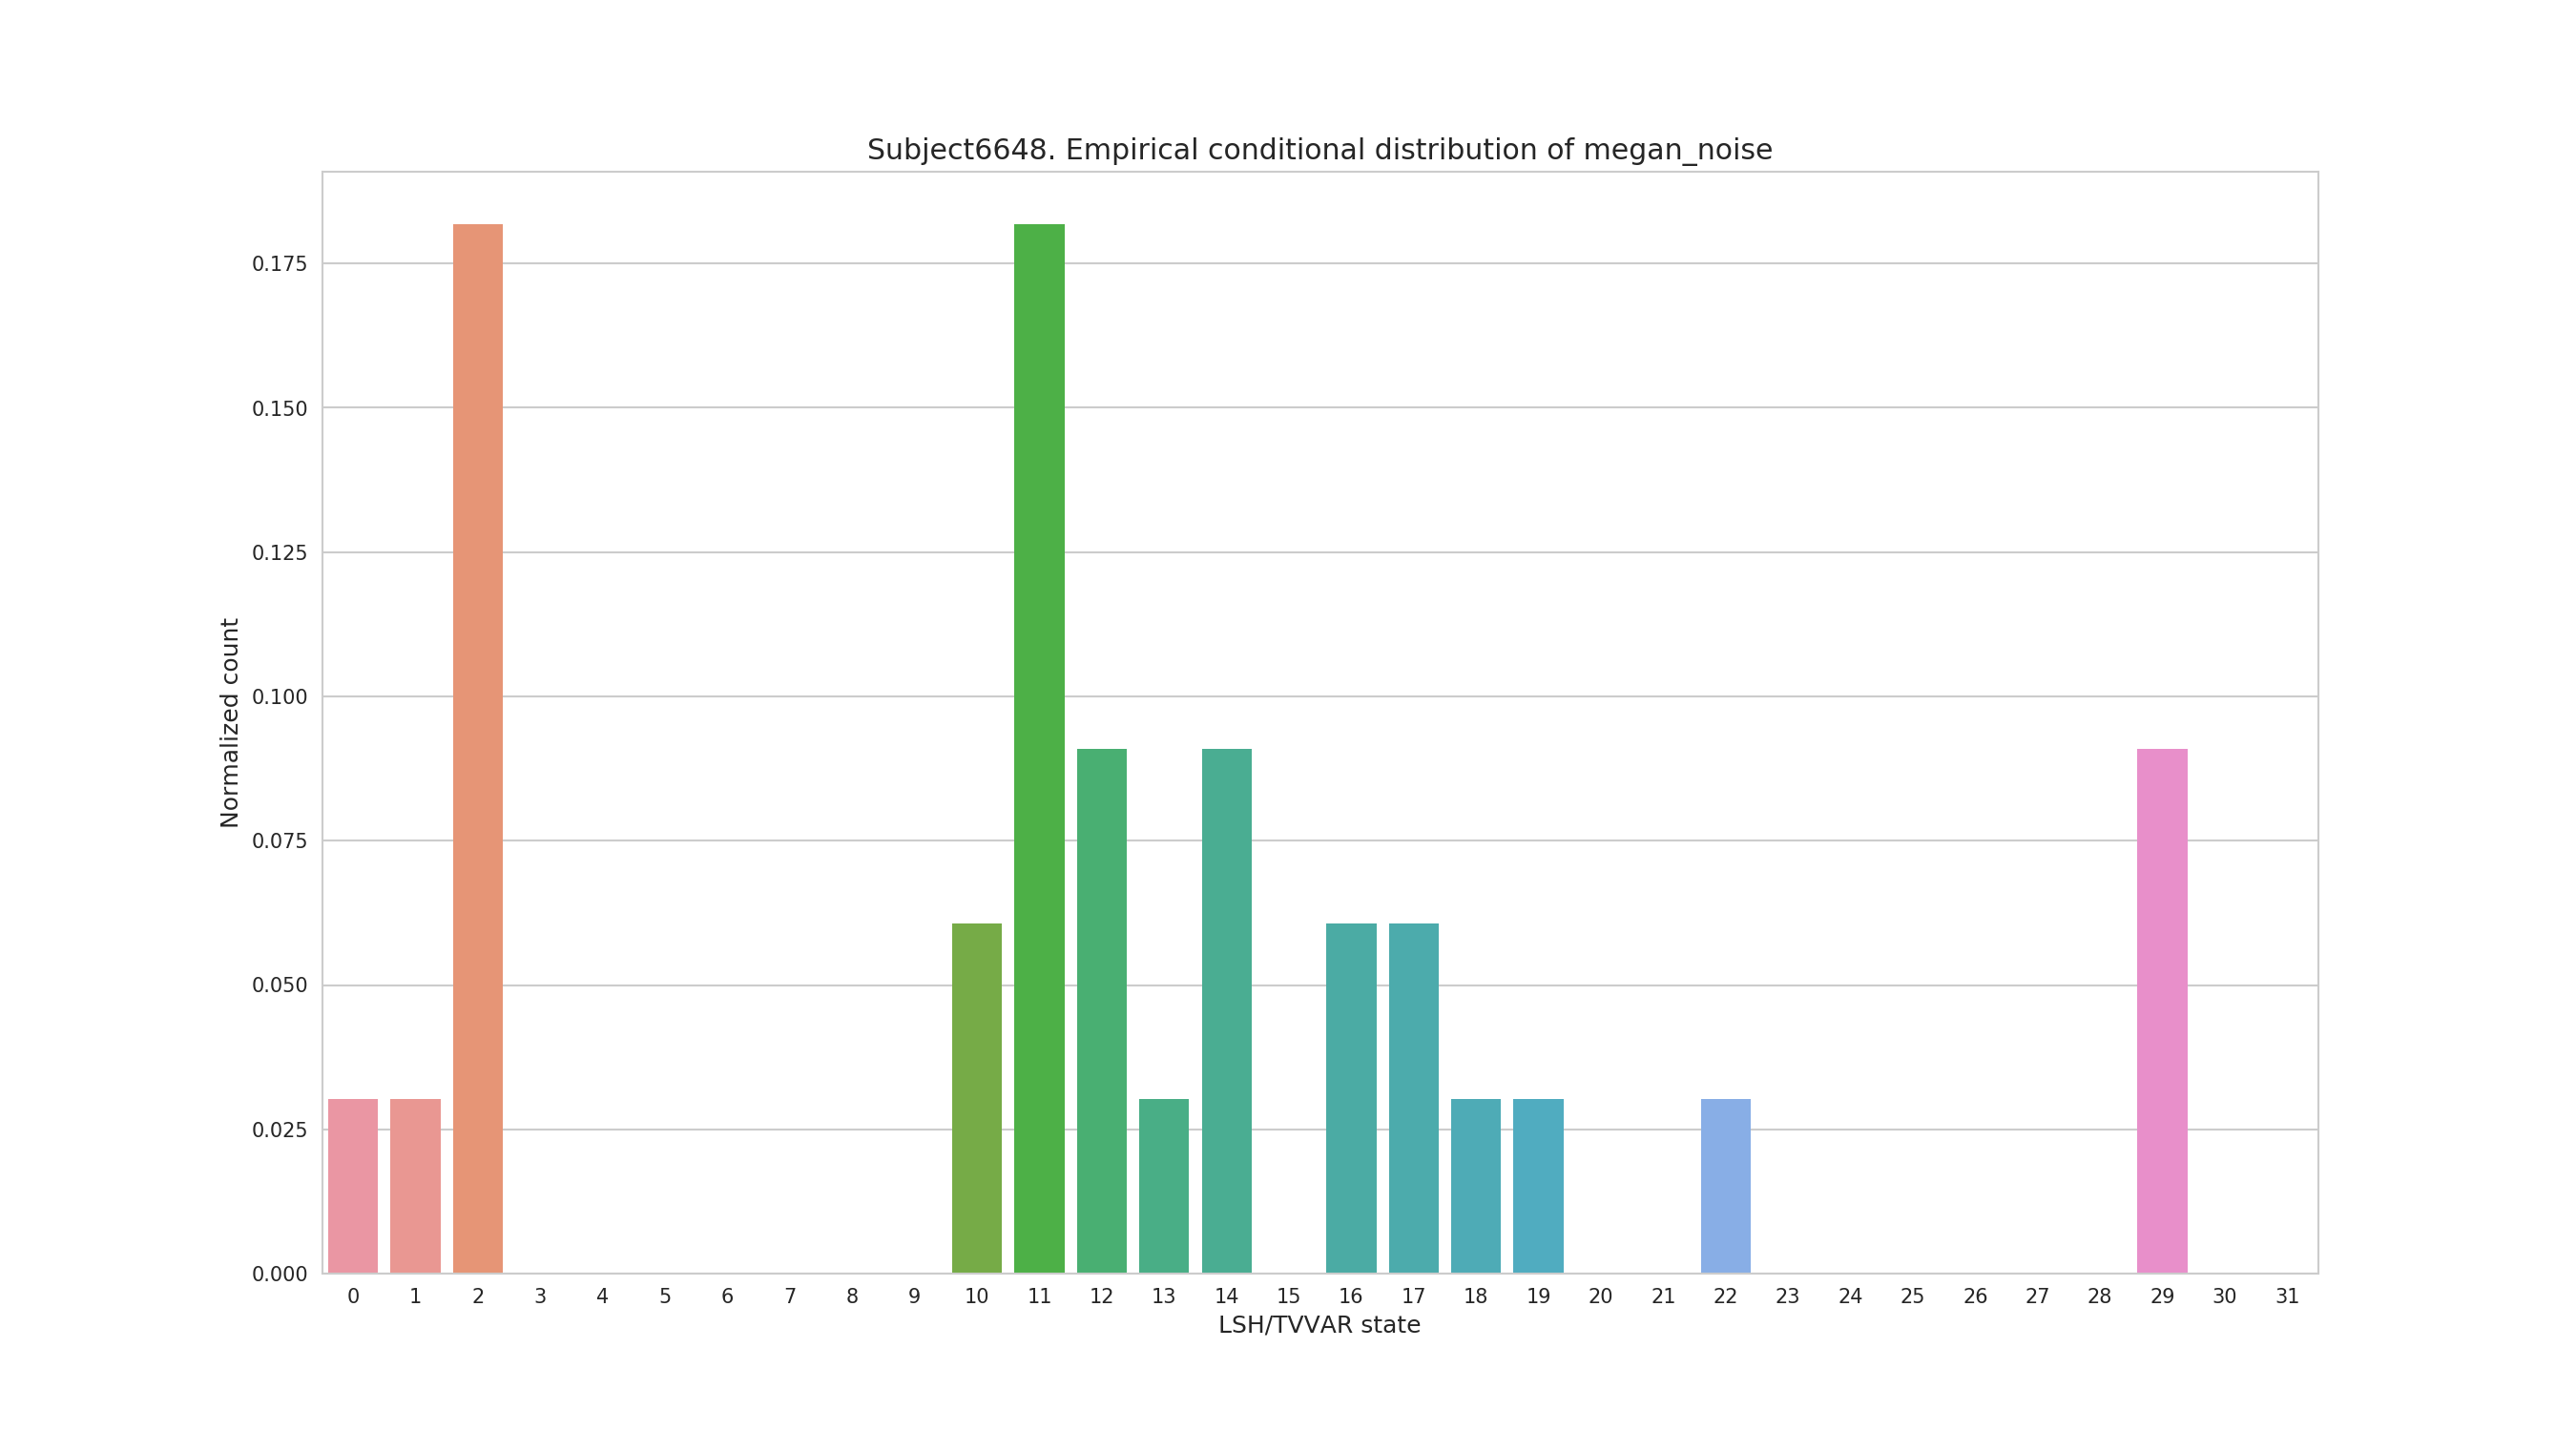 Subject6648. Empirical conditional distribution of megan_noise
Normalized count
0.175
0.150
0.125
0.100
0.075
0.050
0.025
0.000
0 1 2 3 4 5 6 7 8 9 10 11 12 13 14 15 16 17 18 19 20 21 22 23 24 25 26 27 28 29 30 31
LSH/TVVAR state